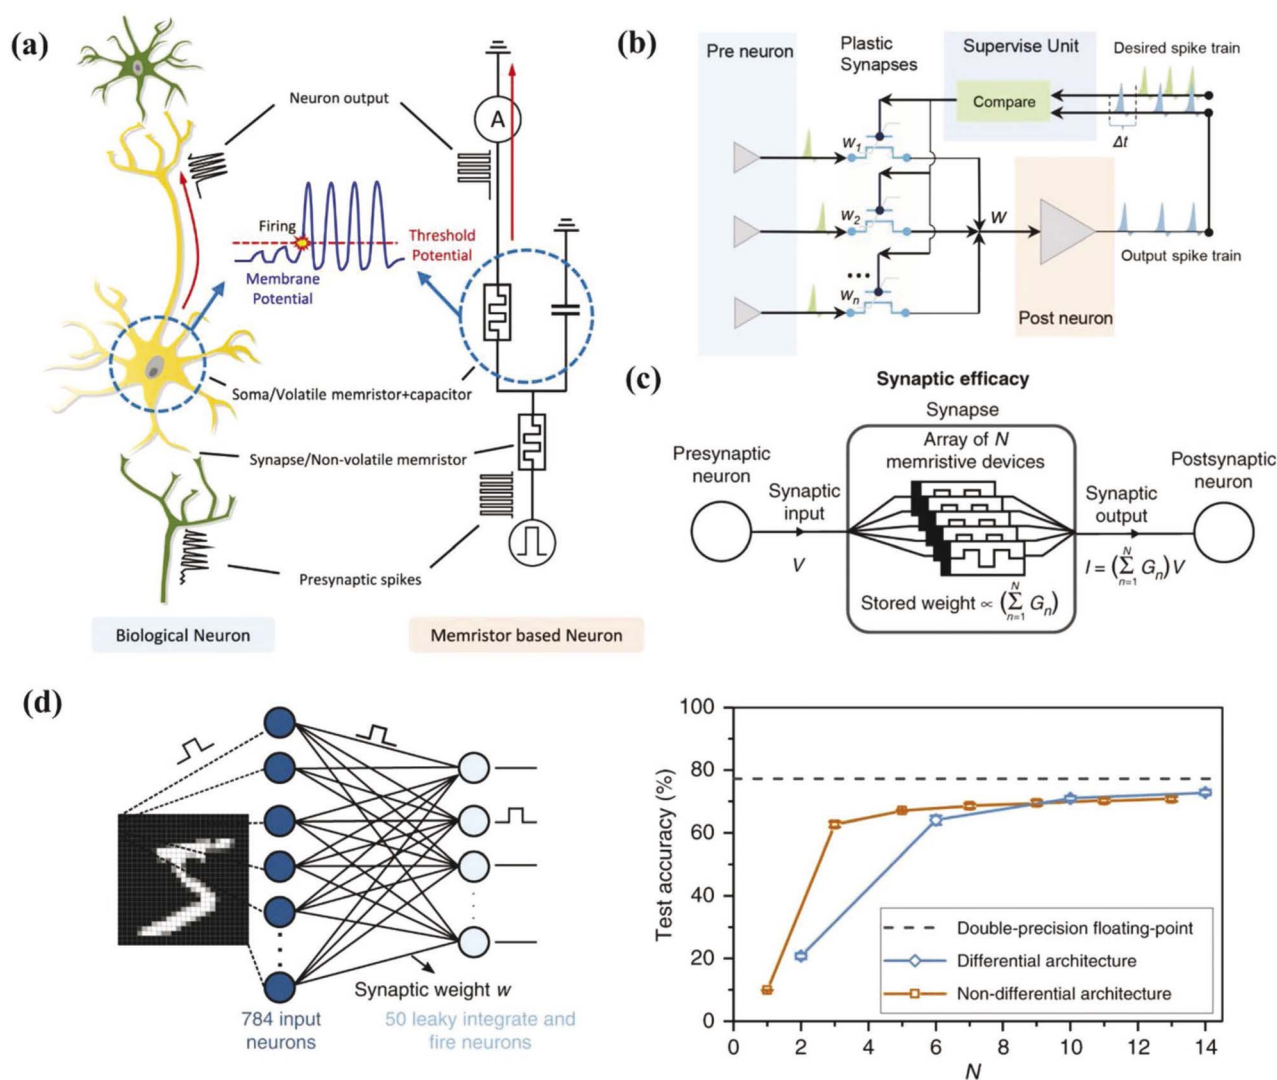 (a)
Neuron output
A
Firing
Threshold
Potential
Membrane
Potential
Soma/Volatile memristor+capacitor
Synapse/Non-volatile memristor
Presynaptic spikes
Biological Neuron
Memristor based Neuron
(b)
Pre neuron
Plastic
Synapses
Supervise Unit
Desired spike train
Compare
Δt
w1
w2
...
wn
W
Output spike train
Post neuron
(c)
Synaptic efficacy
Synapse
Array of N
memristive devices
Presynaptic
neuron
Synaptic
input
V
Synaptic
output
Postsynaptic
neuron
I = (∑ᴺₙ₌₁ Gn) V
Stored weight ∝ (∑ᴺₙ₌₁ Gn)
(d)
Synaptic weight w
784 input
neurons
50 leaky integrate and
fire neurons
100
80
60
40
20
0
Test accuracy (%)
Double-precision floating-point
Differential architecture
Non-differential architecture
0 2 4 6 8 10 12 14
N